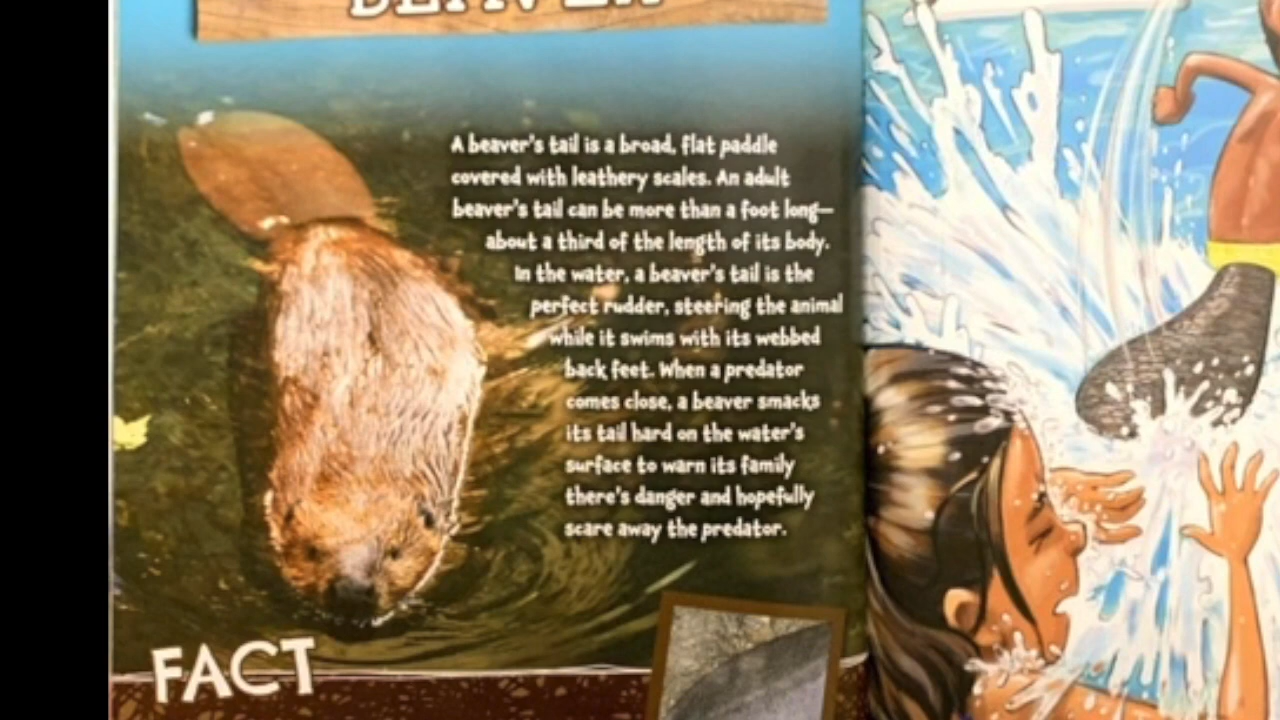 BEAVER
A beaver's tail is a broad, flat paddle
covered with leathery scales. An adult
beaver's tail can be more than a foot long—
about a third of the length of its body.
In the water, a beaver's tail is the
perfect rudder, steering the animal
while it swims with its webbed
back feet. When a predator
comes close, a beaver smacks
its tail hard on the water's
surface to warn its family
there's danger and hopefully
scare away the predator.
FACT